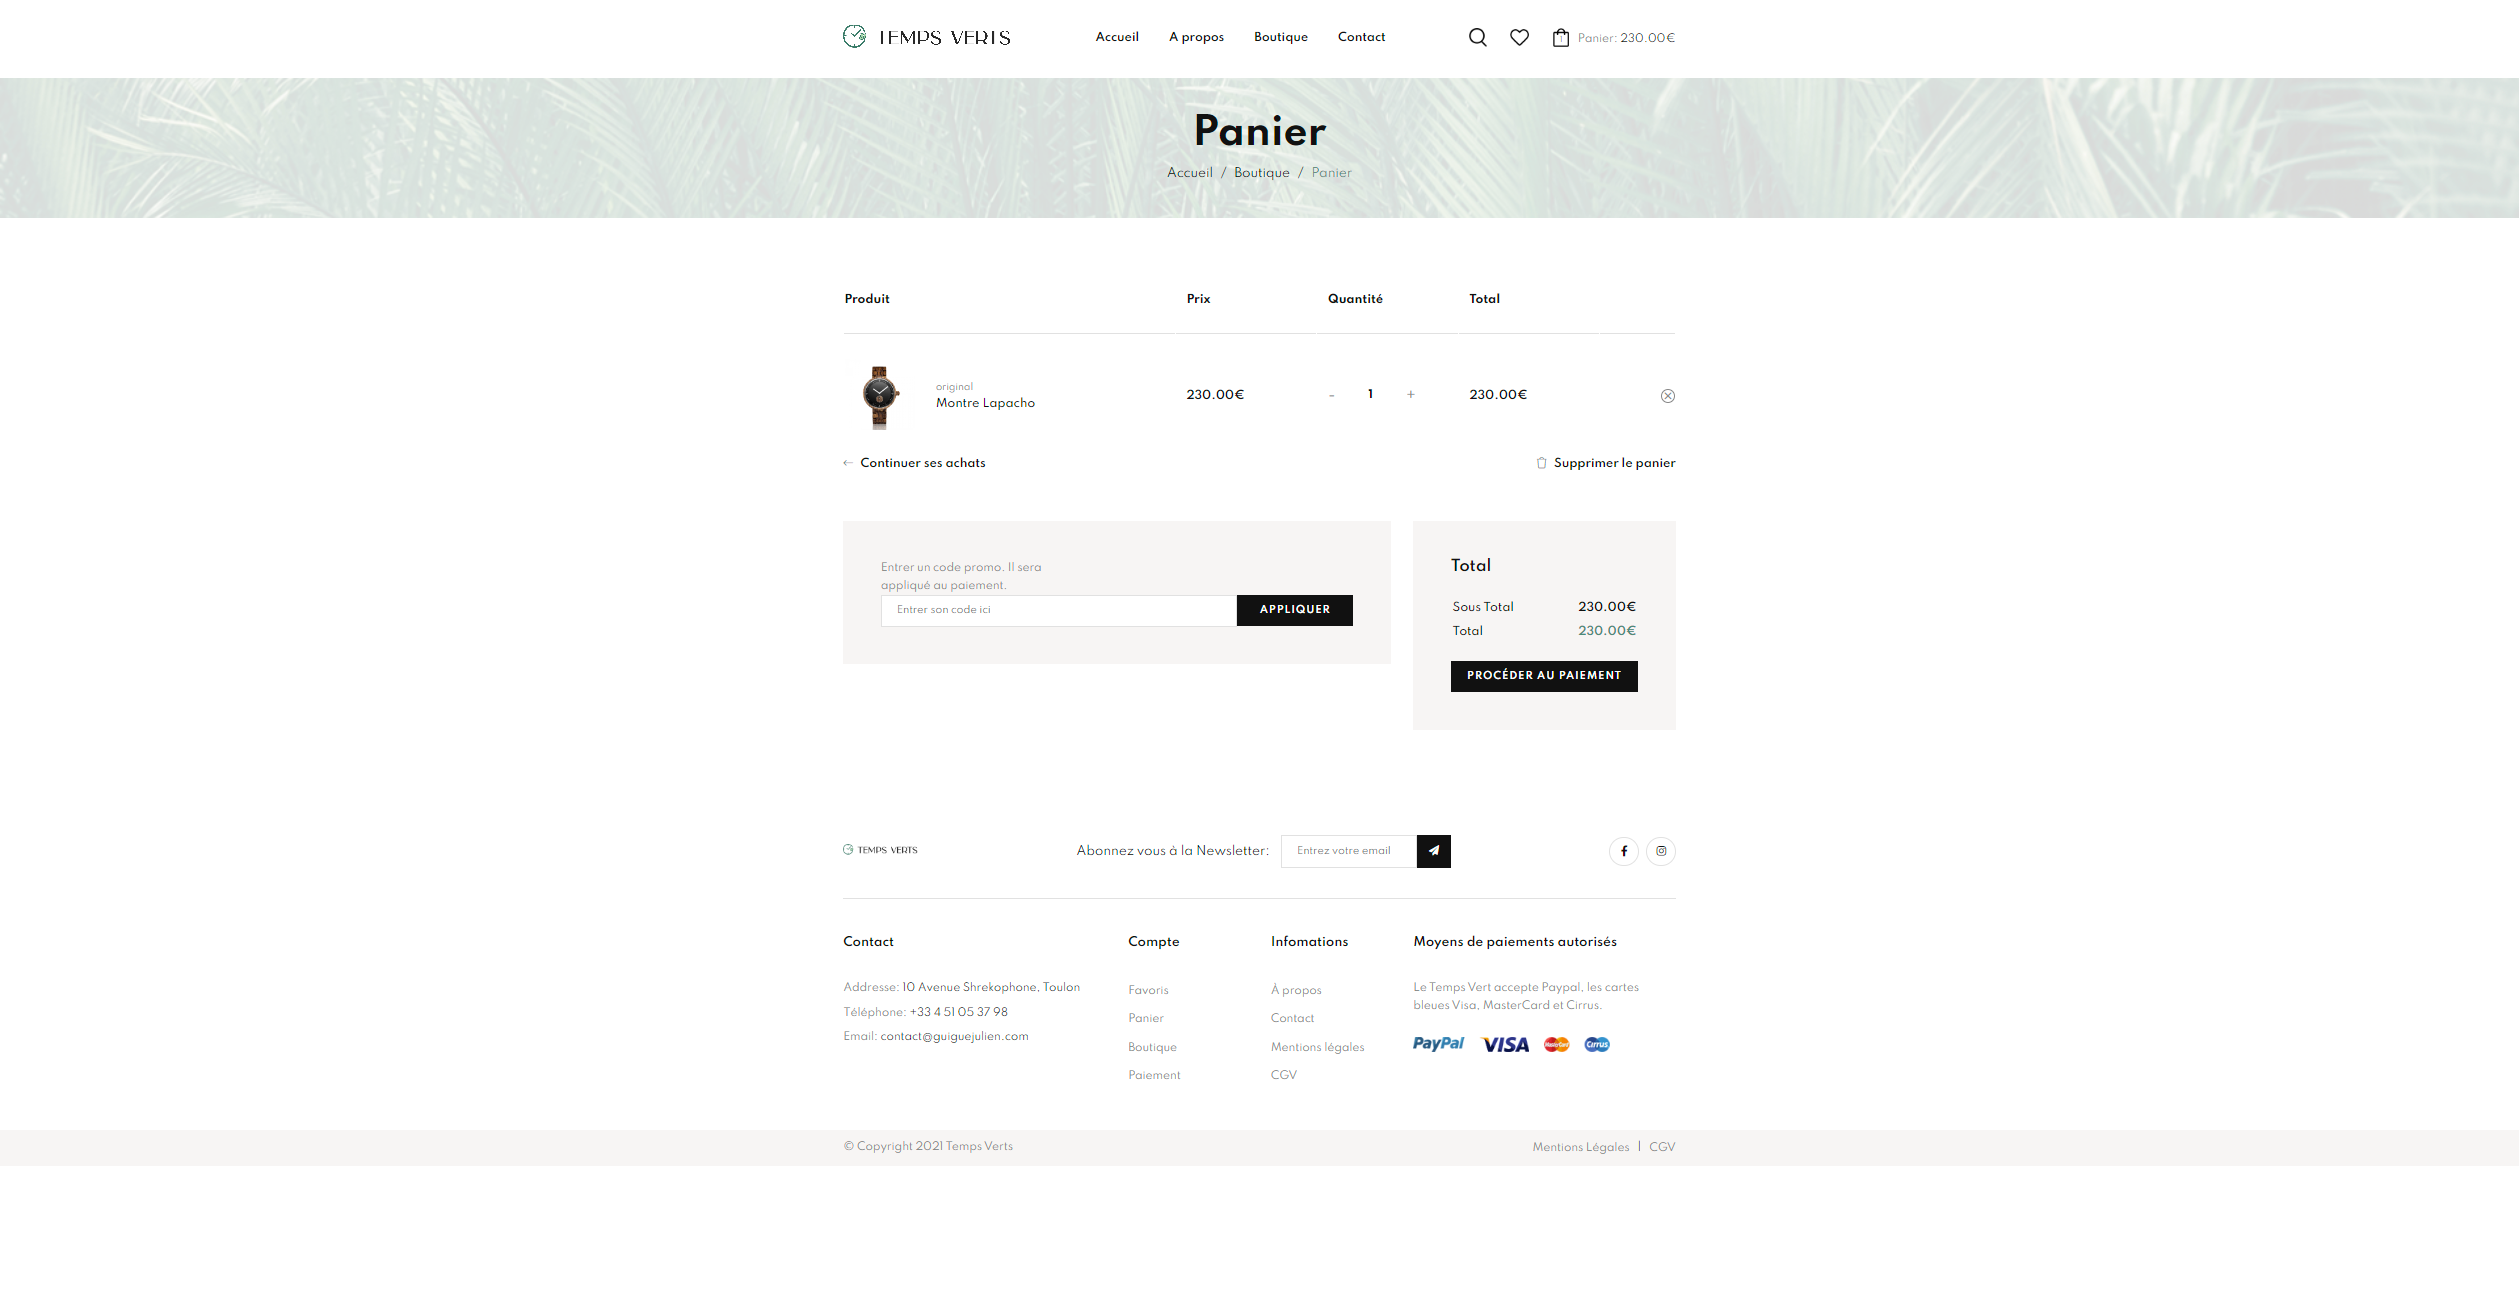 TEMPS VERTS
Accueil A propos Boutique Contact
1 Panier: 230.00€
Panier
Accueil / Boutique / Panier
Produit Prix Quantité Total
original
Montre Lapacho
230.00€ - 1 + 230.00€
← Continuer ses achats
Supprimer le panier
Entrer un code promo. Il sera
appliqué au paiement.
Entrer son code ici
APPLIQUER
Total
Sous Total 230.00€
Total 230.00€
PROCÉDER AU PAIEMENT
TEMPS VERTS
Abonnez vous à la Newsletter:
Entrez votre email
Contact
Addresse: 10 Avenue Shrekophone, Toulon
Téléphone: +33 4 51 05 37 98
Email: contact@guiguejulien.com
Compte
Favoris
Panier
Boutique
Paiement
Infomations
À propos
Contact
Mentions légales
CGV
Moyens de paiements autorisés
Le Temps Vert accepte Paypal, les cartes
bleues Visa, MasterCard et Cirrus.
PayPal VISA MasterCard Cirrus
© Copyright 2021 Temps Verts
Mentions Légales | CGV